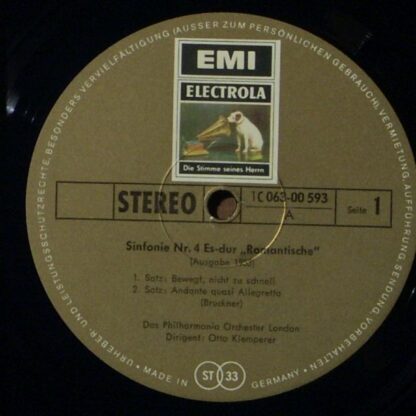 EMI
ELECTROLA
Die Stimme seines Herrn
STEREO
1C 063-00 593
A
Seite 1
Sinfonie Nr. 4 Es-dur „Romantische“
(Ausgabe
1. Satz: Bewegt, nicht zu schnell
2. Satz: Andante quasi Allegretto
(Bruckner)
Das Philharmonia Orchester London
Dirigent: Otto Klemperer
URHEBER- UND LEISTUNGSSCHUTZRECHTE, BESONDERS VERVIELFÄLTIGUNG (AUSSER ZUM PERSÖNLICHEN GEBRAUCH), VERMIETUNG, AUFFÜHRUNG, SENDUNG, VORBEHALTEN
MADE IN
ST 33
GERMANY